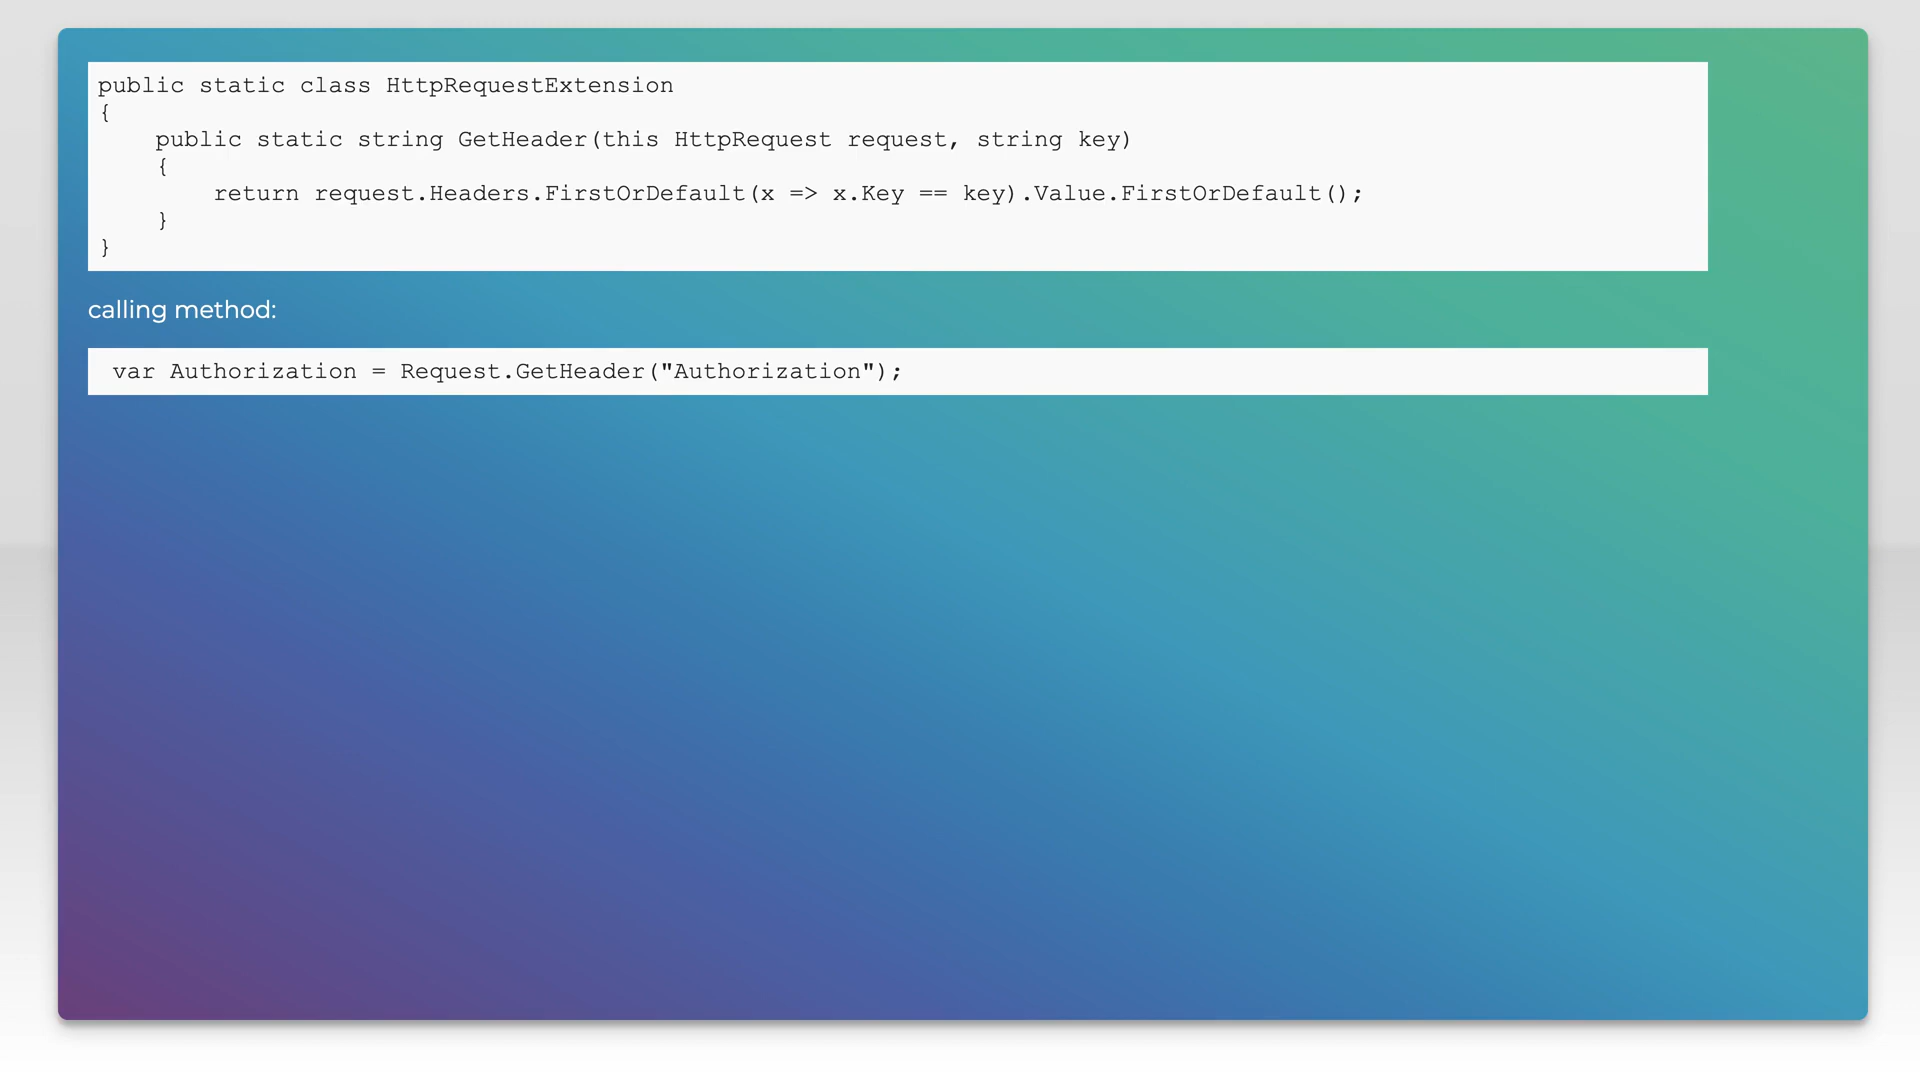 public static class HttpRequestExtension
{
    public static string GetHeader(this HttpRequest request, string key)
    {
        return request.Headers.FirstOrDefault(x => x.Key == key).Value.FirstOrDefault();
    }
}
calling method:
var Authorization = Request.GetHeader("Authorization");